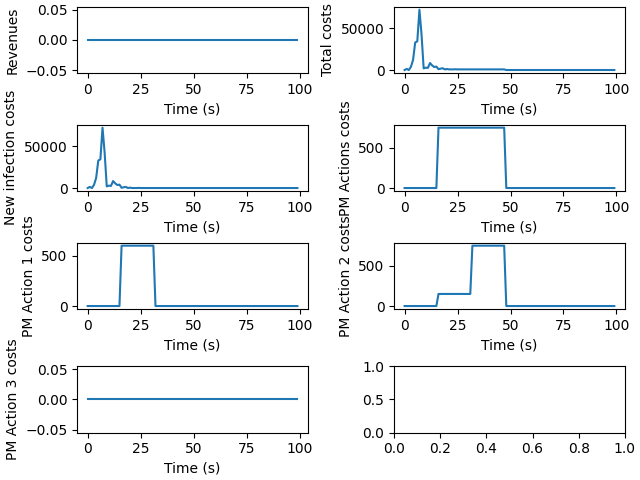 Revenues
0.05
0.00
−0.05
0 25 50 75 100
Time (s)
Total costs
50000
0
0 25 50 75 100
Time (s)
New infection costs
50000
0
0 25 50 75 100
Time (s)
PM Actions costs
500
0
0 25 50 75 100
Time (s)
PM Action 1 costs
500
0
0 25 50 75 100
Time (s)
PM Action 2 costs
500
0
0 25 50 75 100
Time (s)
PM Action 3 costs
0.05
0.00
−0.05
0 25 50 75 100
Time (s)
1.0
0.5
0.0
0.0 0.2 0.4 0.6 0.8 1.0